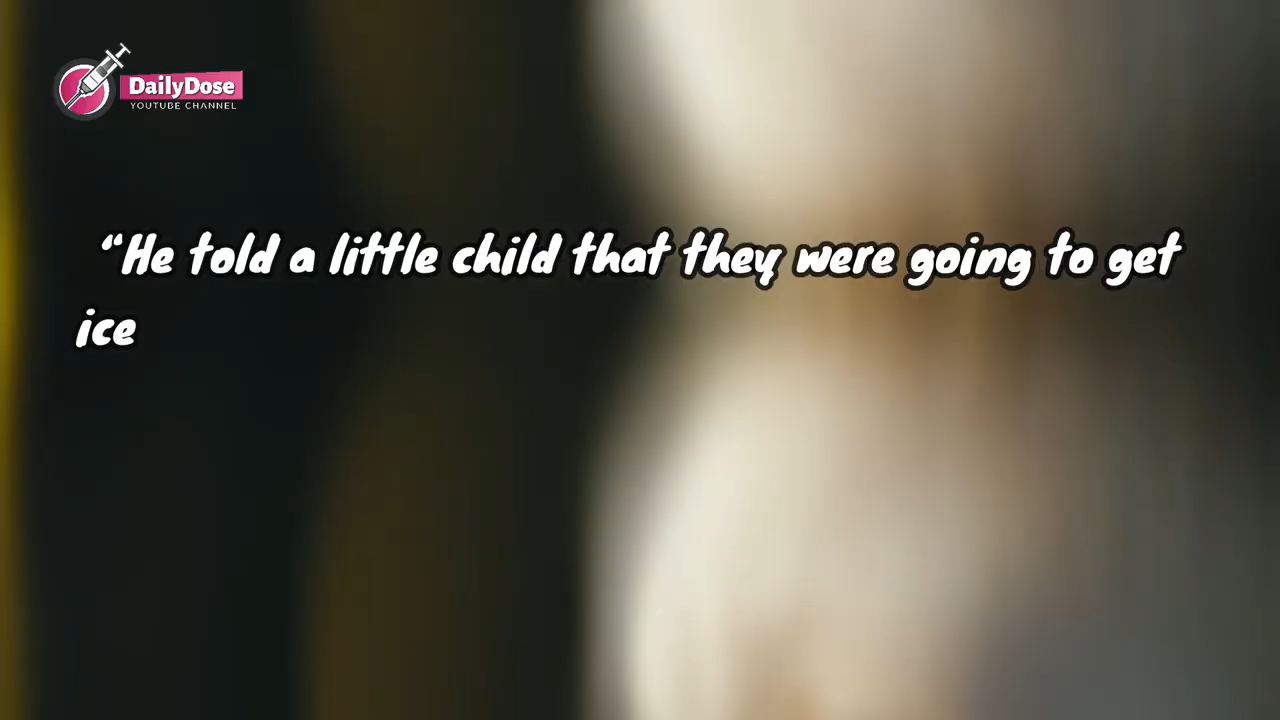 DailyDose
YOUTUBE CHANNEL
“He told a little child that they were going to get
ice